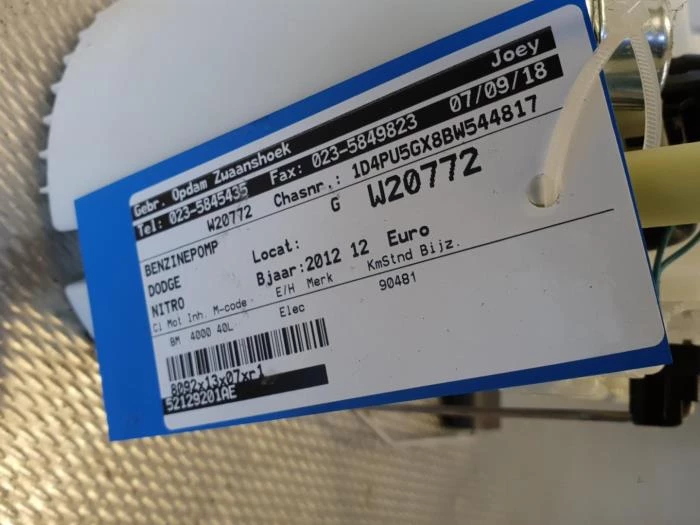 Joey
Gebr. Opdam Zwaanshoek 07/09/18
Tel: 023-5845435 Fax: 023-5849823
W20772 Chasnr.: 1D4PU5GX8BW544817
G W20772
BENZINEPOMP
DODGE Locat:
NITRO Bjaar:2012 12 Euro
Ci Mot Inh. M-code E/H Merk KmStnd Bijz.
BM 4000 40L Elec 90481
8092x13x07xr1
52129201AE